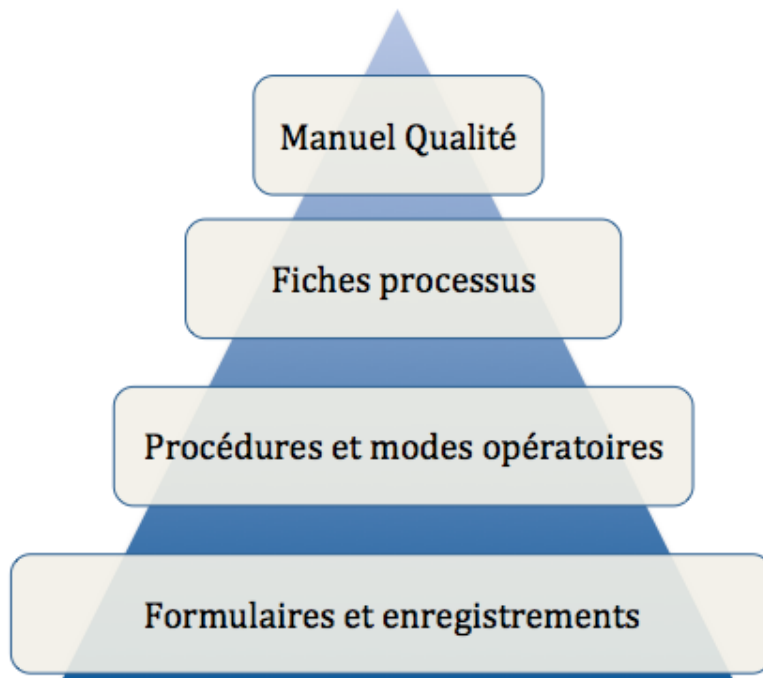 Manuel Qualité
Fiches processus
Procédures et modes opératoires
Formulaires et enregistrements